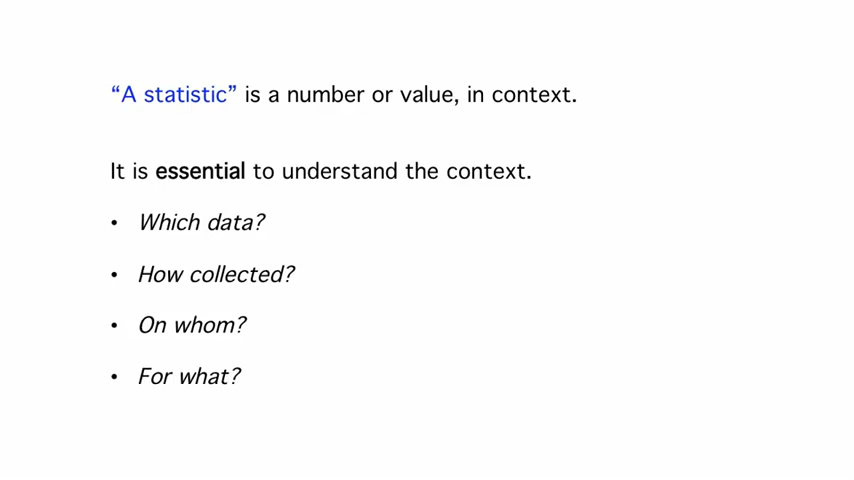 “A statistic” is a number or value, in context.
It is essential to understand the context.
• Which data?
• How collected?
• On whom?
• For what?